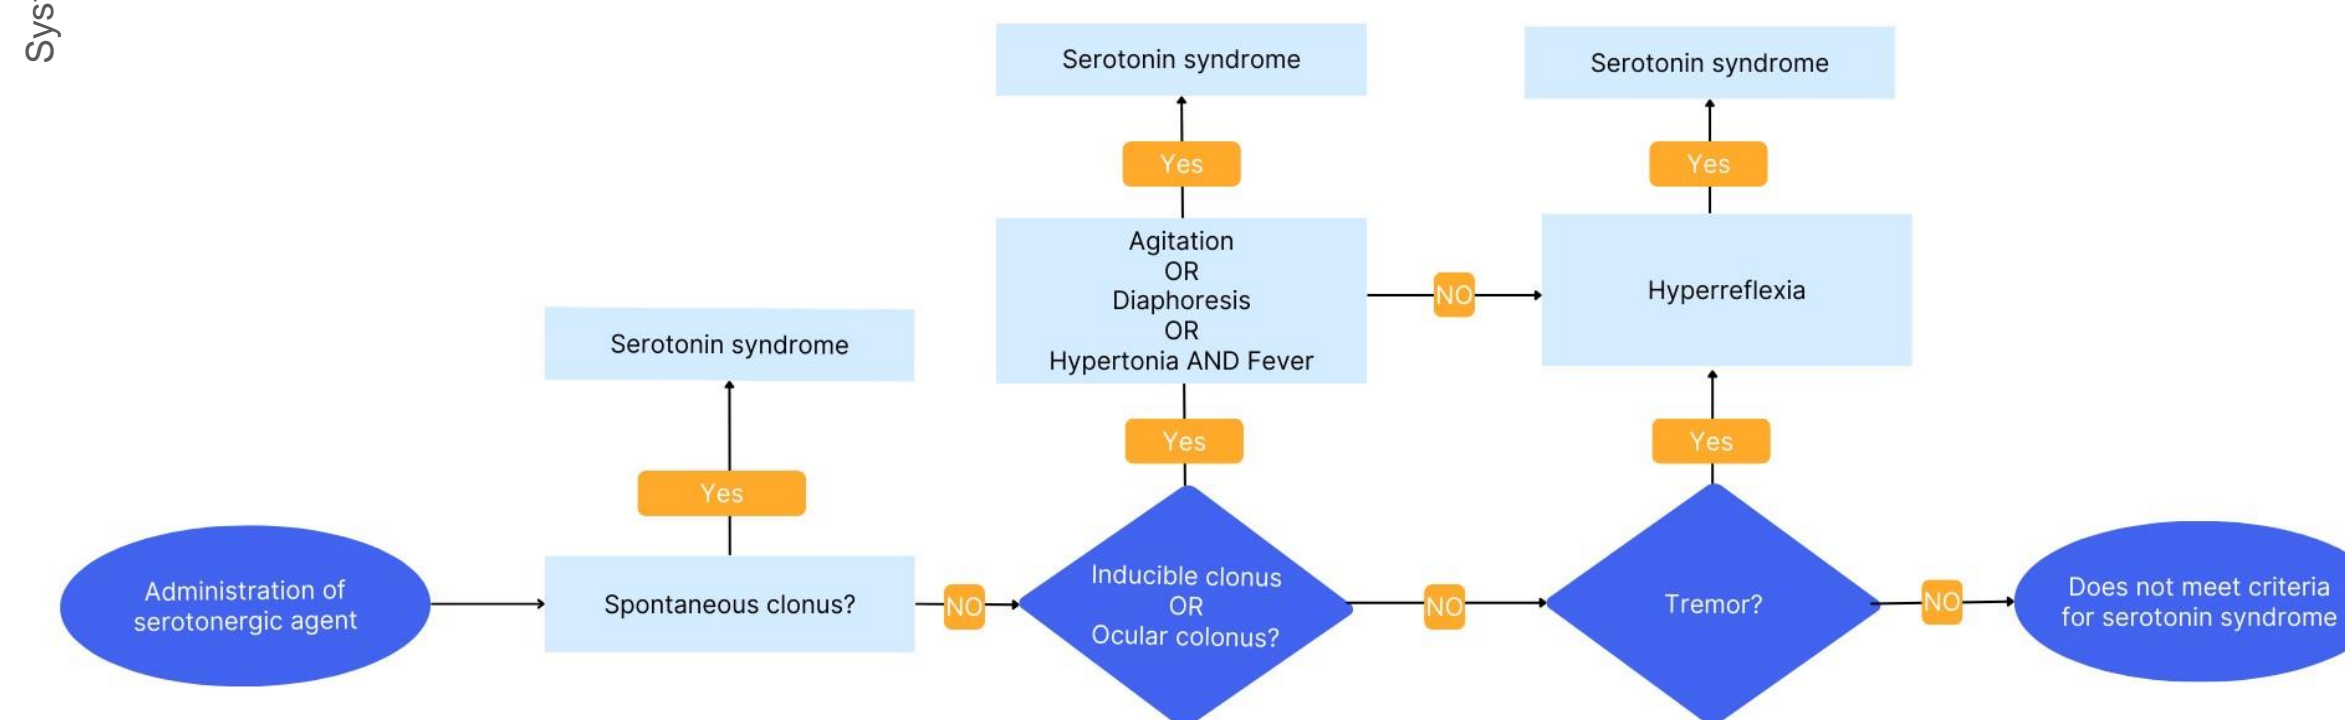 Serotonin syndrome
Serotonin syndrome
Yes
Yes
Agitation
OR
Diaphoresis
OR
Hypertonia AND Fever
NO
Hyperreflexia
Serotonin syndrome
Yes
Yes
Yes
Administration of
serotonergic agent
Spontaneous clonus?
NO
Inducible clonus
OR
Ocular colonus?
NO
Tremor?
NO
Does not meet criteria
for serotonin syndrome